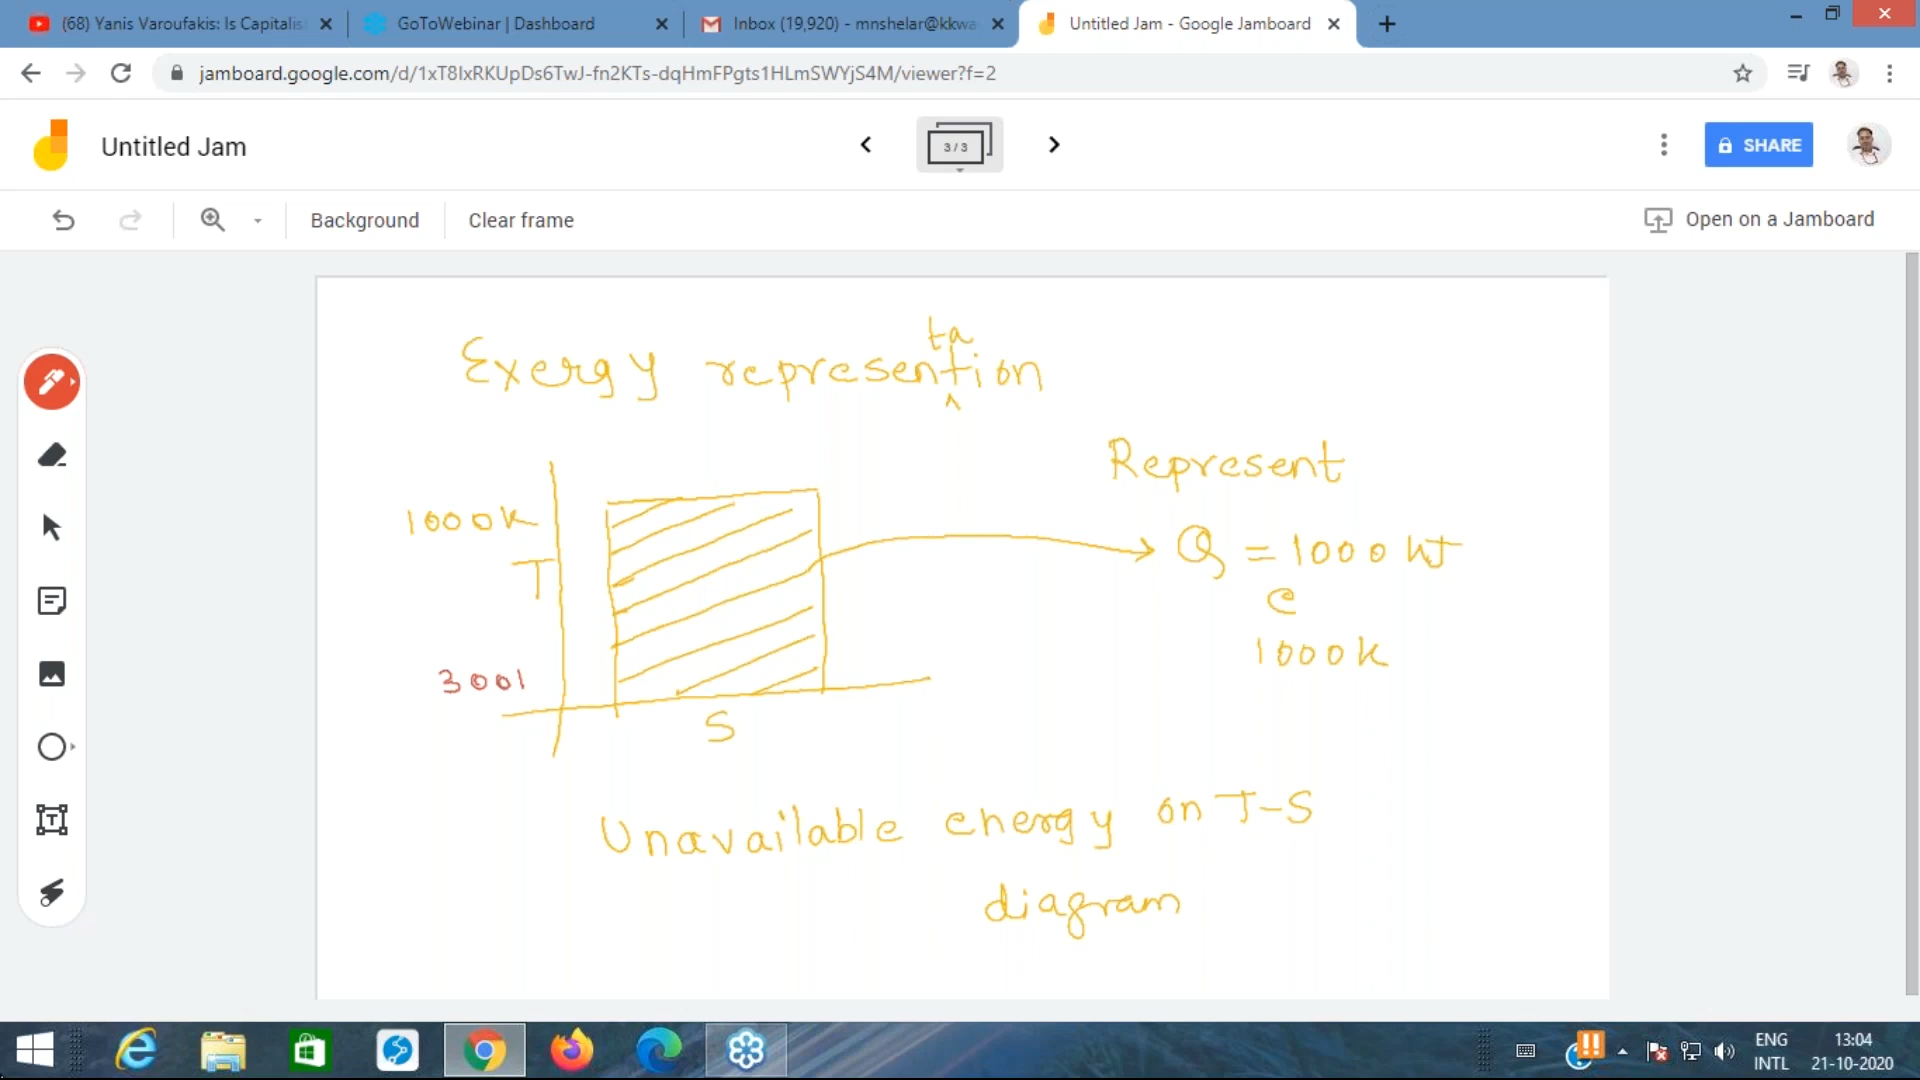 (68) Yanis Varoufakis: Is Capitalis
GoToWebinar | Dashboard
Inbox (19,920) - mnshelar@kkwa
Untitled Jam - Google Jamboard
jamboard.google.com/d/1xT8IxRKUpDs6TwJ-fn2KTs-dqHmFPgts1HLmSWYjS4M/viewer?f=2
Untitled Jam
3 / 3
SHARE
Background
Clear frame
Open on a Jamboard
ta
Exergy represention
^
Represent
1000K
Q = 1000 kJ
T
@
1000K
300
S
Unavailable energy on T-S
diagram
ENG
INTL
13:04
21-10-2020